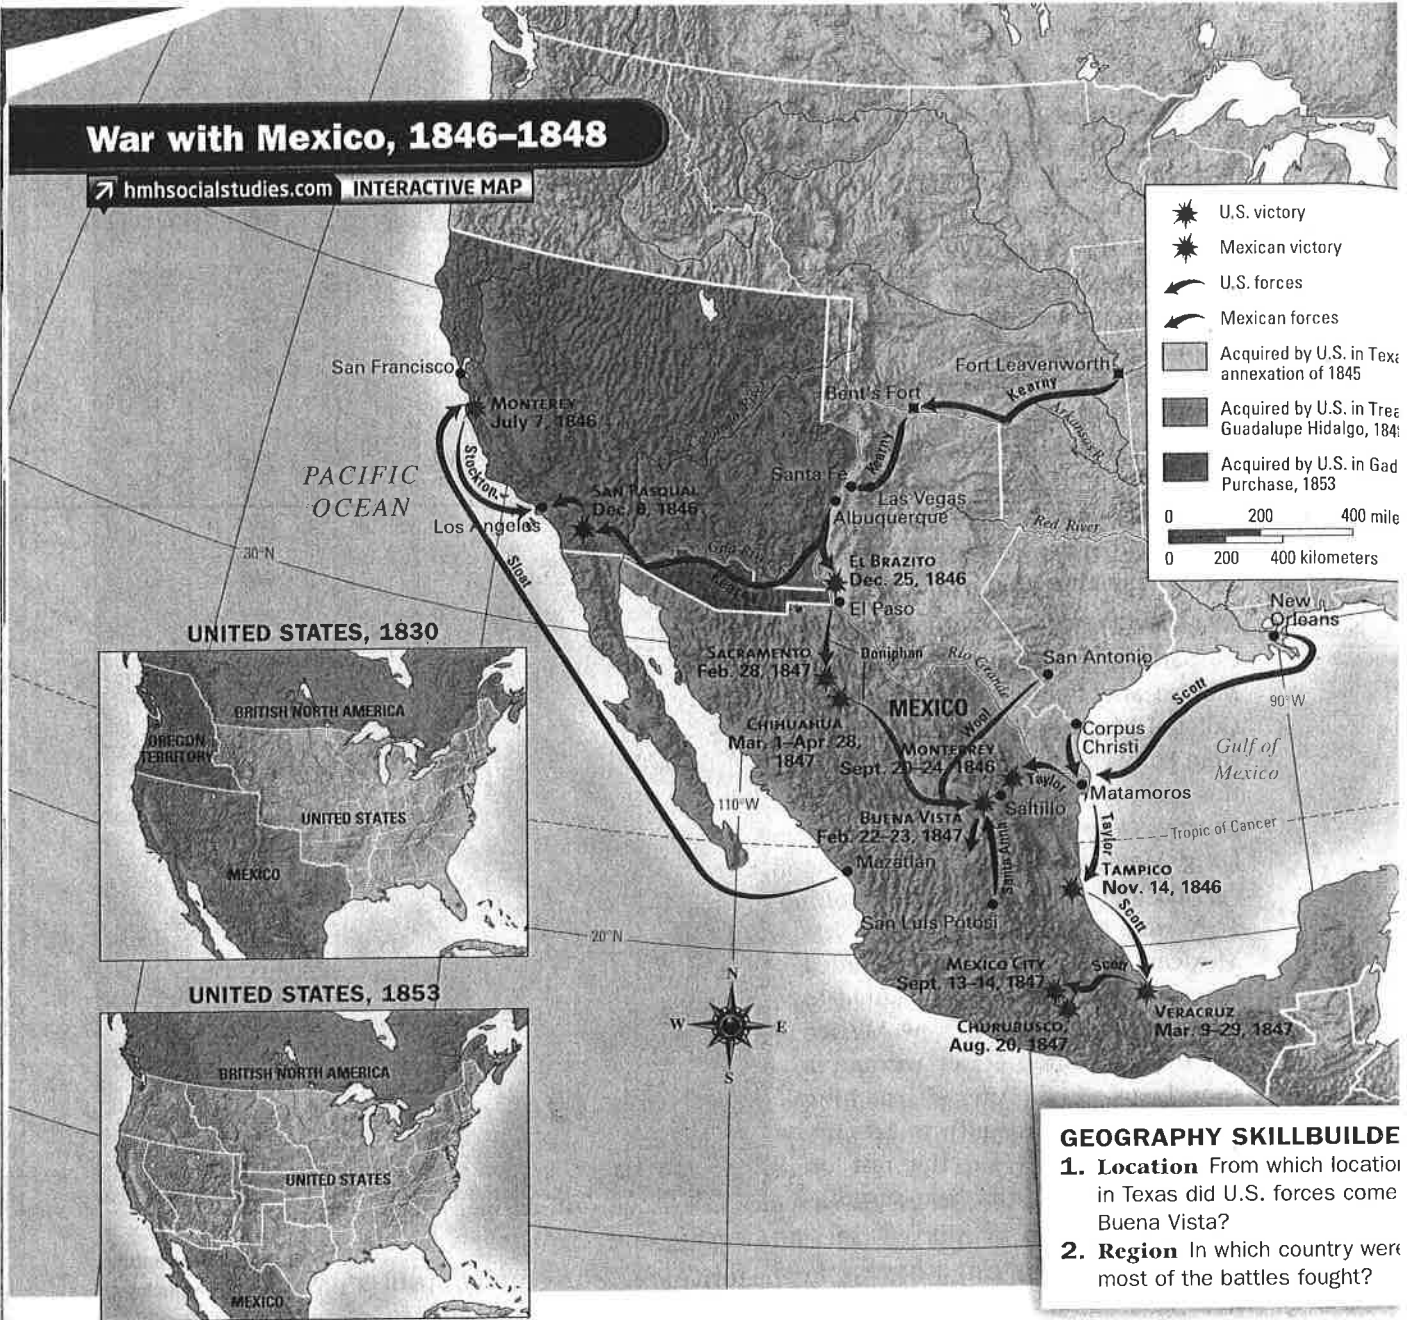 War with Mexico, 1846–1848
hmhsocialstudies.com INTERACTIVE MAP
U.S. victory
Mexican victory
U.S. forces
Mexican forces
Acquired by U.S. in Texa
annexation of 1845
Acquired by U.S. in Trea
Guadalupe Hidalgo, 184
Acquired by U.S. in Gad
Purchase, 1853
0 200 400 mile
0 200 400 kilometers
San Francisco
MONTEREY
July 7, 1846
Stockton
PACIFIC
OCEAN
Los Angeles
SAN PASQUAL
Dec. 6, 1846
30°N
Sloat
Colorado River
Gila River
Kearny
Fort Leavenworth
Kearny
Bent's Fort
Arkansas R.
Kearny
Santa Fe
Las Vegas
Albuquerque
Red River
EL BRAZITO
Dec. 25, 1846
El Paso
New
Orleans
SACRAMENTO
Feb. 28, 1847
Doniphan
Rio Grande
San Antonio
Scott
90°W
MEXICO
Wool
CHIHUAHUA
Mar. 1–Apr. 28,
1847
MONTERREY
Sept. 20–24, 1846
Corpus
Christi
Gulf of
Mexico
Taylor
Matamoros
110°W
Saltillo
BUENA VISTA
Feb. 22–23, 1847
Taylor
Tropic of Cancer
Santa Anna
Mazatlán
TAMPICO
Nov. 14, 1846
San Luis Potosí
Scott
20°N
MEXICO CITY
Sept. 13–14, 1847
Scott
VERACRUZ
Mar. 9–29, 1847
CHURUBUSCO,
Aug. 20, 1847
N
W E
S
UNITED STATES, 1830
BRITISH NORTH AMERICA
OREGON
TERRITORY
UNITED STATES
MEXICO
UNITED STATES, 1853
BRITISH NORTH AMERICA
UNITED STATES
MEXICO
GEOGRAPHY SKILLBUILDE
1. Location From which location
in Texas did U.S. forces come
Buena Vista?
2. Region In which country were
most of the battles fought?